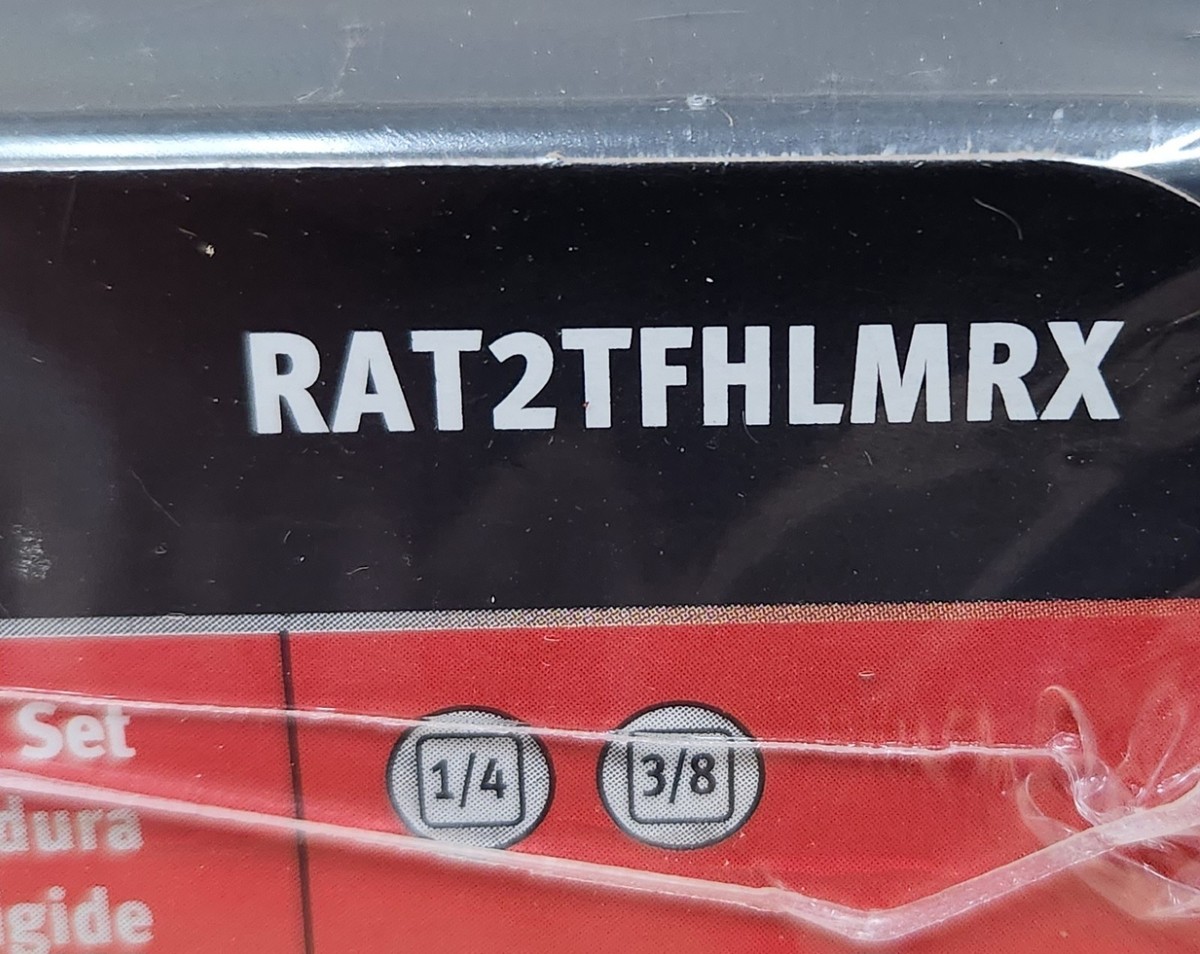 RAT2TFHLMRX
Set
1/4 3/8
dura
gide